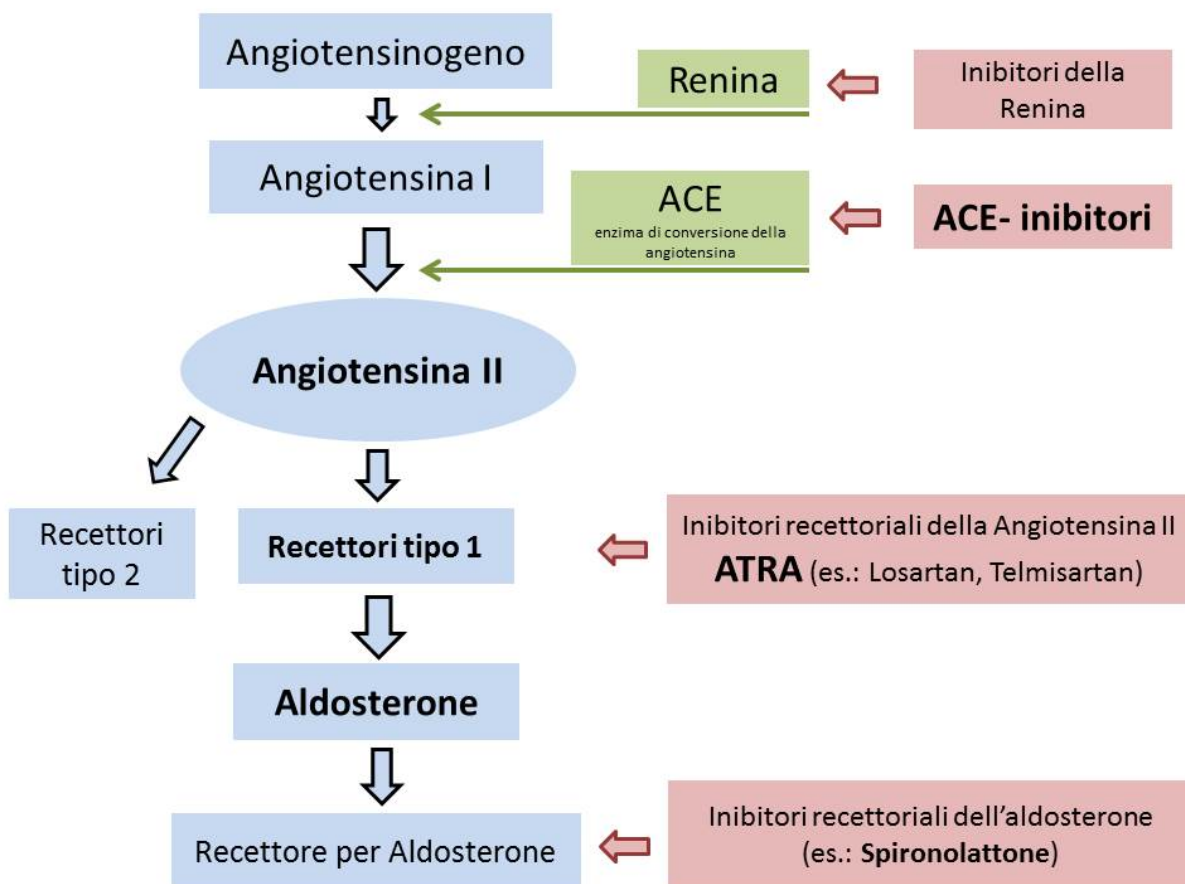 Angiotensinogeno
Renina
Inibitori della
Renina
Angiotensina I
ACE
enzima di conversione della
angiotensina
ACE- inibitori
Angiotensina II
Recettori
tipo 2
Recettori tipo 1
Inibitori recettoriali della Angiotensina II
ATRA (es.: Losartan, Telmisartan)
Aldosterone
Recettore per Aldosterone
Inibitori recettoriali dell’aldosterone
(es.: Spironolattone)